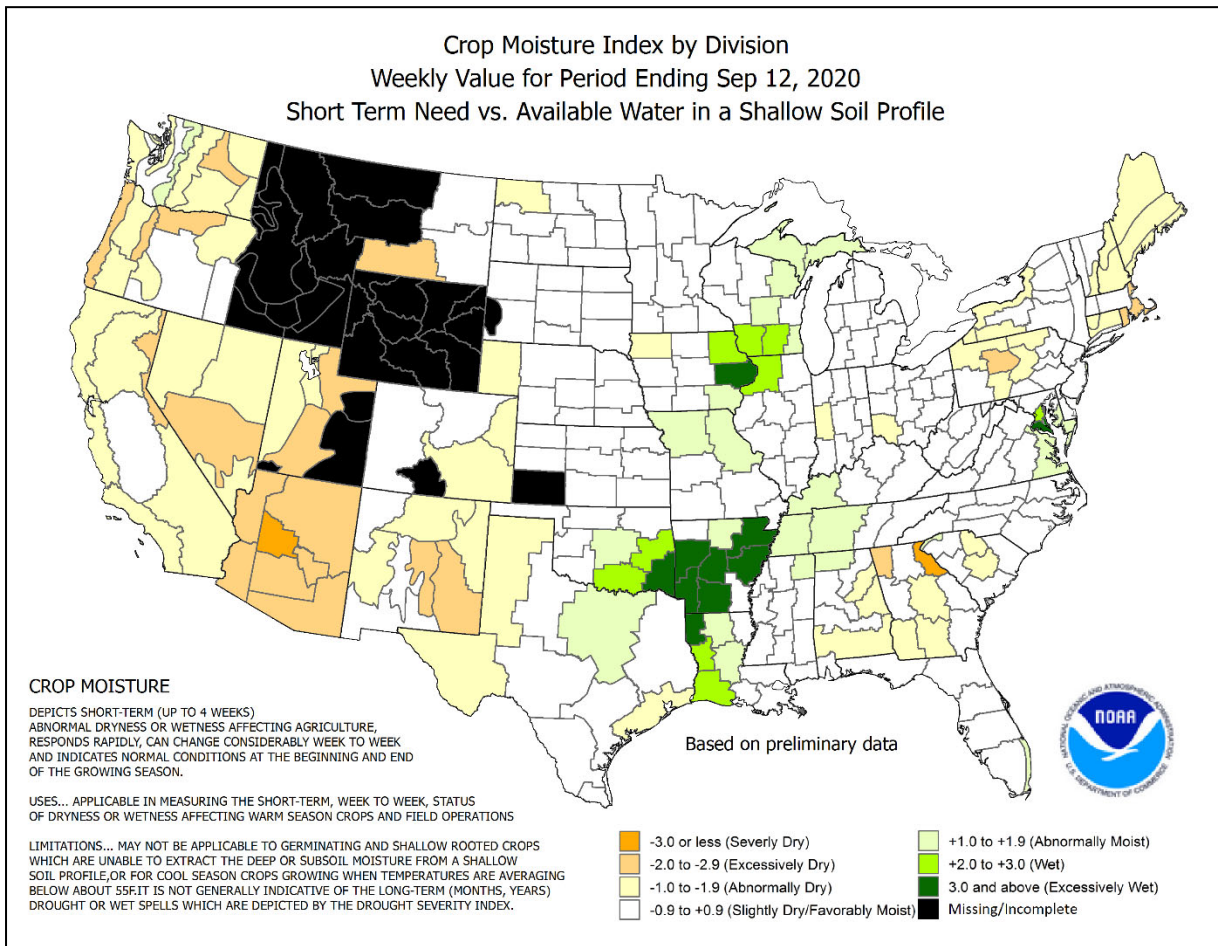 Crop Moisture Index by Division
Weekly Value for Period Ending Sep 12, 2020
Short Term Need vs. Available Water in a Shallow Soil Profile
CROP MOISTURE
DEPICTS SHORT-TERM (UP TO 4 WEEKS)
ABNORMAL DRYNESS OR WETNESS AFFECTING AGRICULTURE,
RESPONDS RAPIDLY, CAN CHANGE CONSIDERABLY WEEK TO WEEK
AND INDICATES NORMAL CONDITIONS AT THE BEGINNING AND END
OF THE GROWING SEASON.
USES... APPLICABLE IN MEASURING THE SHORT-TERM, WEEK TO WEEK, STATUS
OF DRYNESS OR WETNESS AFFECTING WARM SEASON CROPS AND FIELD OPERATIONS
LIMITATIONS... MAY NOT BE APPLICABLE TO GERMINATING AND SHALLOW ROOTED CROPS
WHICH ARE UNABLE TO EXTRACT THE DEEP OR SUBSOIL MOISTURE FROM A SHALLOW
SOIL PROFILE,OR FOR COOL SEASON CROPS GROWING WHEN TEMPERATURES ARE AVERAGING
BELOW ABOUT 55F.IT IS NOT GENERALLY INDICATIVE OF THE LONG-TERM (MONTHS, YEARS)
DROUGHT OR WET SPELLS WHICH ARE DEPICTED BY THE DROUGHT SEVERITY INDEX.
Based on preliminary data
NATIONAL OCEANIC AND ATMOSPHERIC ADMINISTRATION
NOAA
U.S. DEPARTMENT OF COMMERCE
-3.0 or less (Severly Dry)
-2.0 to -2.9 (Excessively Dry)
-1.0 to -1.9 (Abnormally Dry)
-0.9 to +0.9 (Slightly Dry/Favorably Moist)
+1.0 to +1.9 (Abnormally Moist)
+2.0 to +3.0 (Wet)
3.0 and above (Excessively Wet)
Missing/Incomplete